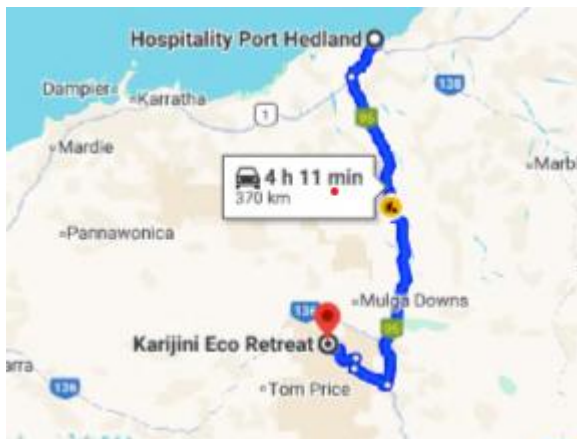 Hospitality Port Hedland
Dampier
Karratha
138
1
95
Mardie
Marb
4 h 11 min
370 km
Pannawonica
136
Mulga Downs
95
Karijini Eco Retreat
arra
136
Tom Price